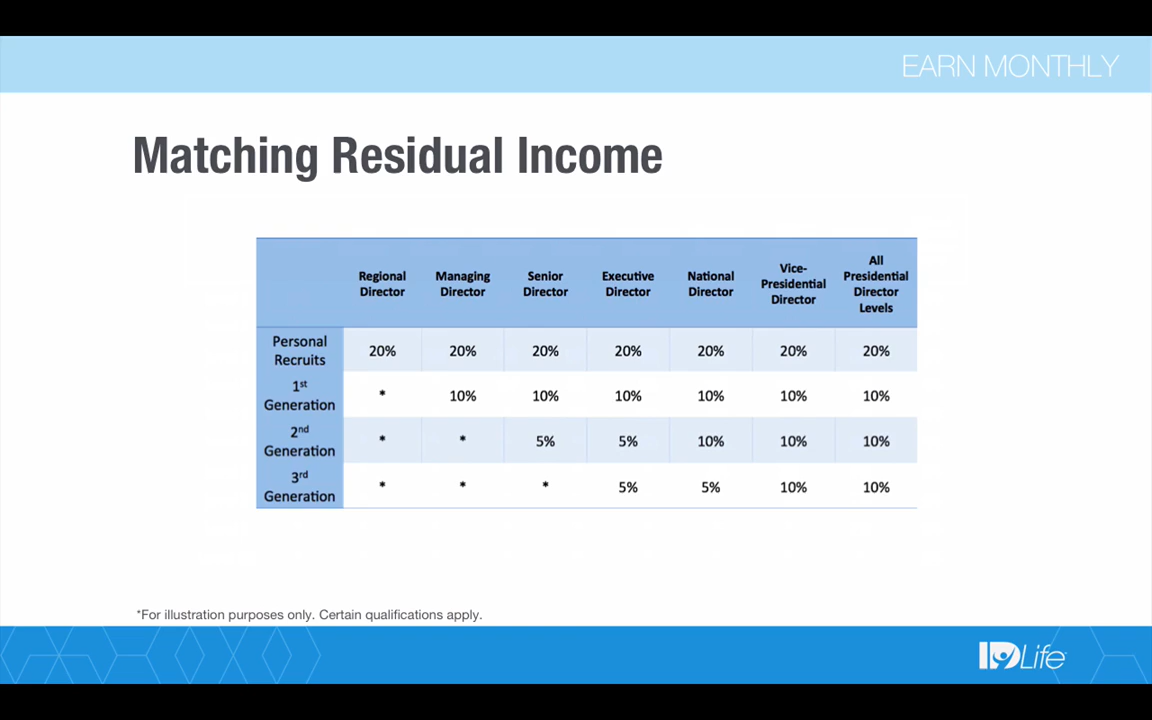 EARN MONTHLY
Matching Residual Income
Regional Director Managing Director Senior Director Executive Director National Director Vice-Presidential Director All Presidential Director Levels
Personal Recruits 20% 20% 20% 20% 20% 20% 20%
1st Generation * 10% 10% 10% 10% 10% 10%
2nd Generation * * 5% 5% 10% 10% 10%
3rd Generation * * * 5% 5% 10% 10%
*For illustration purposes only. Certain qualifications apply.
IDLife